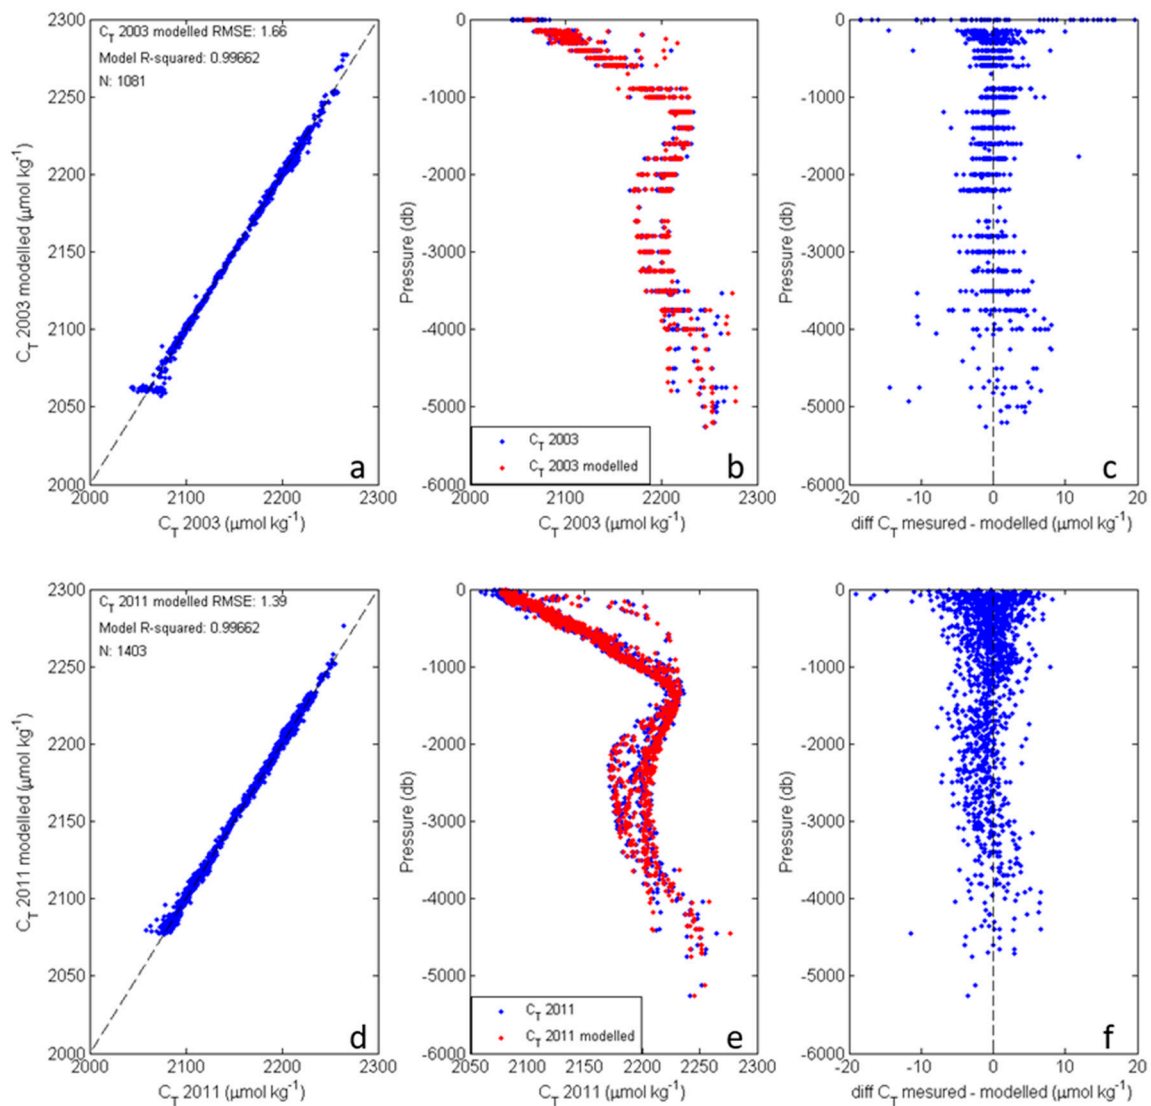 C_T 2003 modelled RMSE: 1.66
Model R-squared: 0.99662
N: 1081
2300
2250
2200
2150
2100
2050
2000
2000
2100
2200
2300
C_T 2003 modelled (μmol kg⁻¹)
C_T 2003 (μmol kg⁻¹)
a
0
-1000
-2000
-3000
-4000
-5000
-6000
2000
2100
2200
2300
Pressure (db)
C_T 2003
C_T 2003 modelled
C_T 2003 (μmol kg⁻¹)
b
0
-1000
-2000
-3000
-4000
-5000
-6000
-20
-10
0
10
20
Pressure (db)
diff C_T mesured - modelled (μmol kg⁻¹)
c
C_T 2011 modelled RMSE: 1.39
Model R-squared: 0.99662
N: 1403
2300
2250
2200
2150
2100
2050
2000
2000
2100
2200
2300
C_T 2011 modelled (μmol kg⁻¹)
C_T 2011 (μmol kg⁻¹)
d
0
-1000
-2000
-3000
-4000
-5000
-6000
2050
2100
2150
2200
2250
2300
Pressure (db)
C_T 2011
C_T 2011 modelled
C_T 2011 (μmol kg⁻¹)
e
0
-1000
-2000
-3000
-4000
-5000
-6000
-20
-15
-10
-5
0
5
10
15
20
Pressure (db)
diff C_T mesured - modelled (μmol kg⁻¹)
f